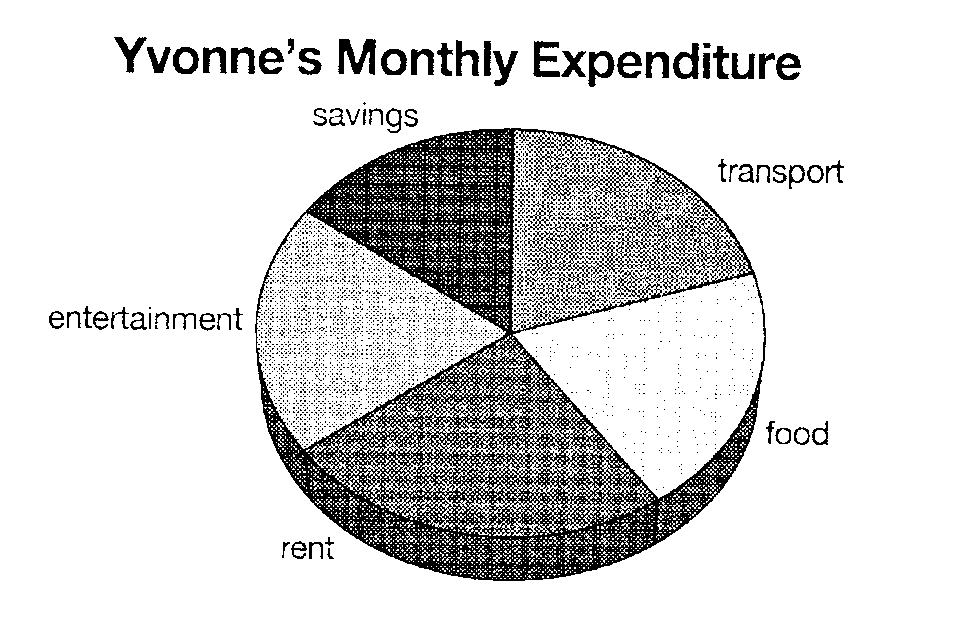 Yvonne's Monthly Expenditure
savings
transport
entertainment
food
rent